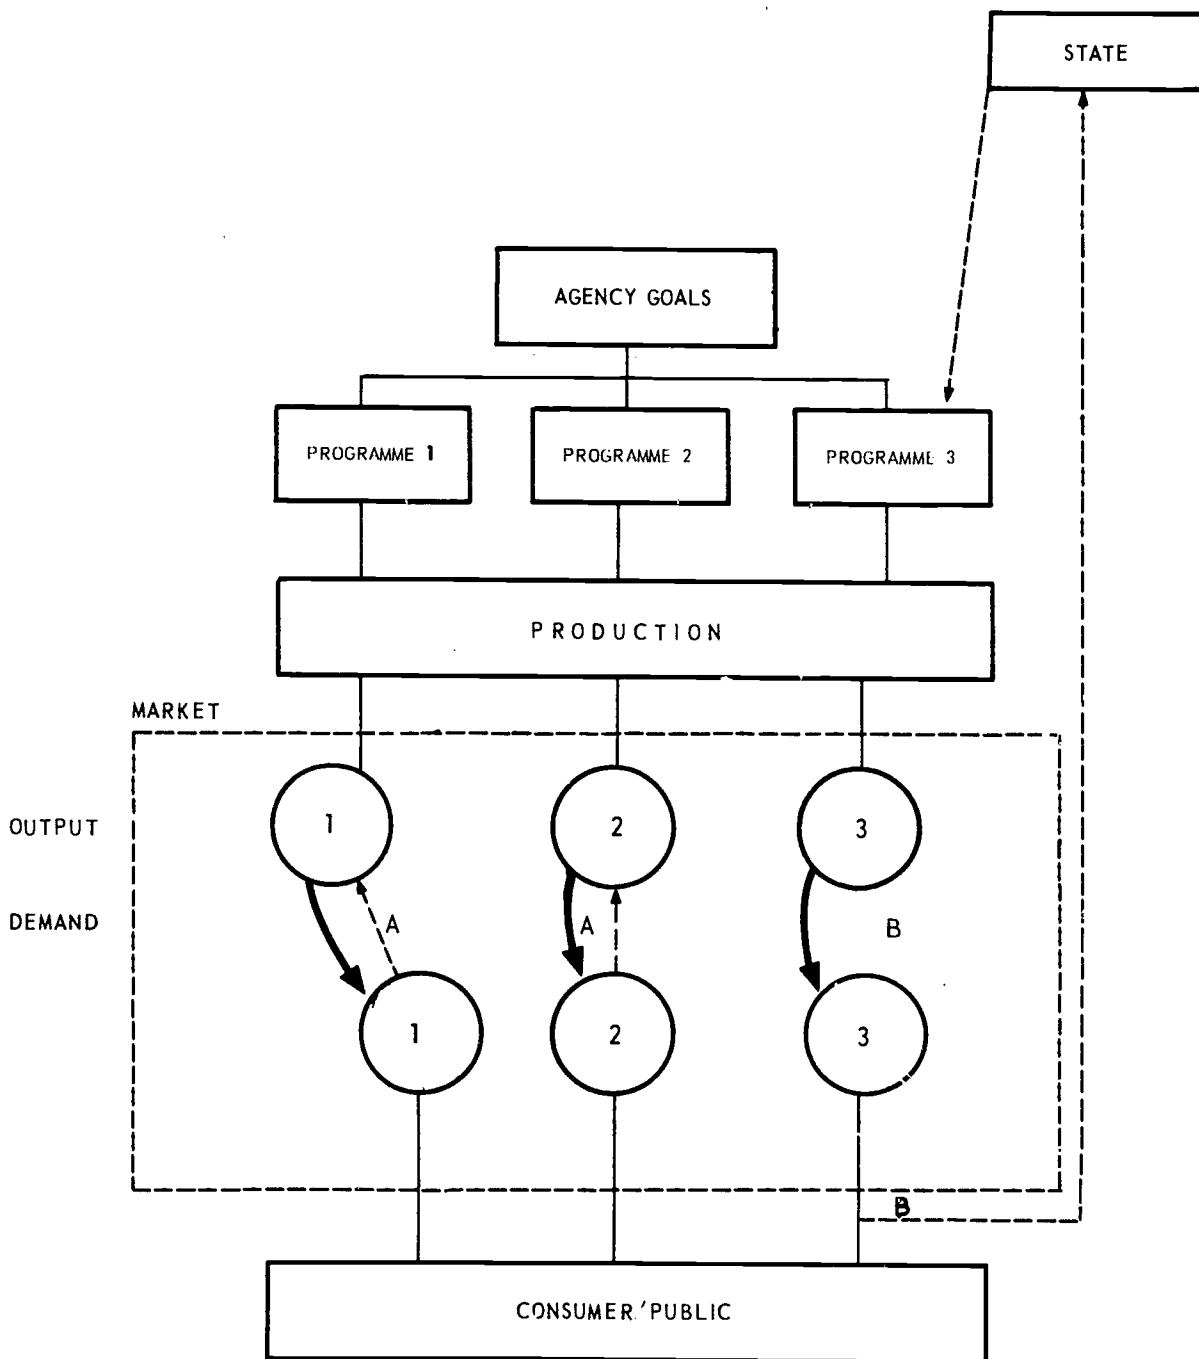 STATE
AGENCY GOALS
PROGRAMME 1
PROGRAMME 2
PROGRAMME 3
PRODUCTION
MARKET
OUTPUT
1
2
3
DEMAND
A
A
B
1
2
3
B
CONSUMER/PUBLIC